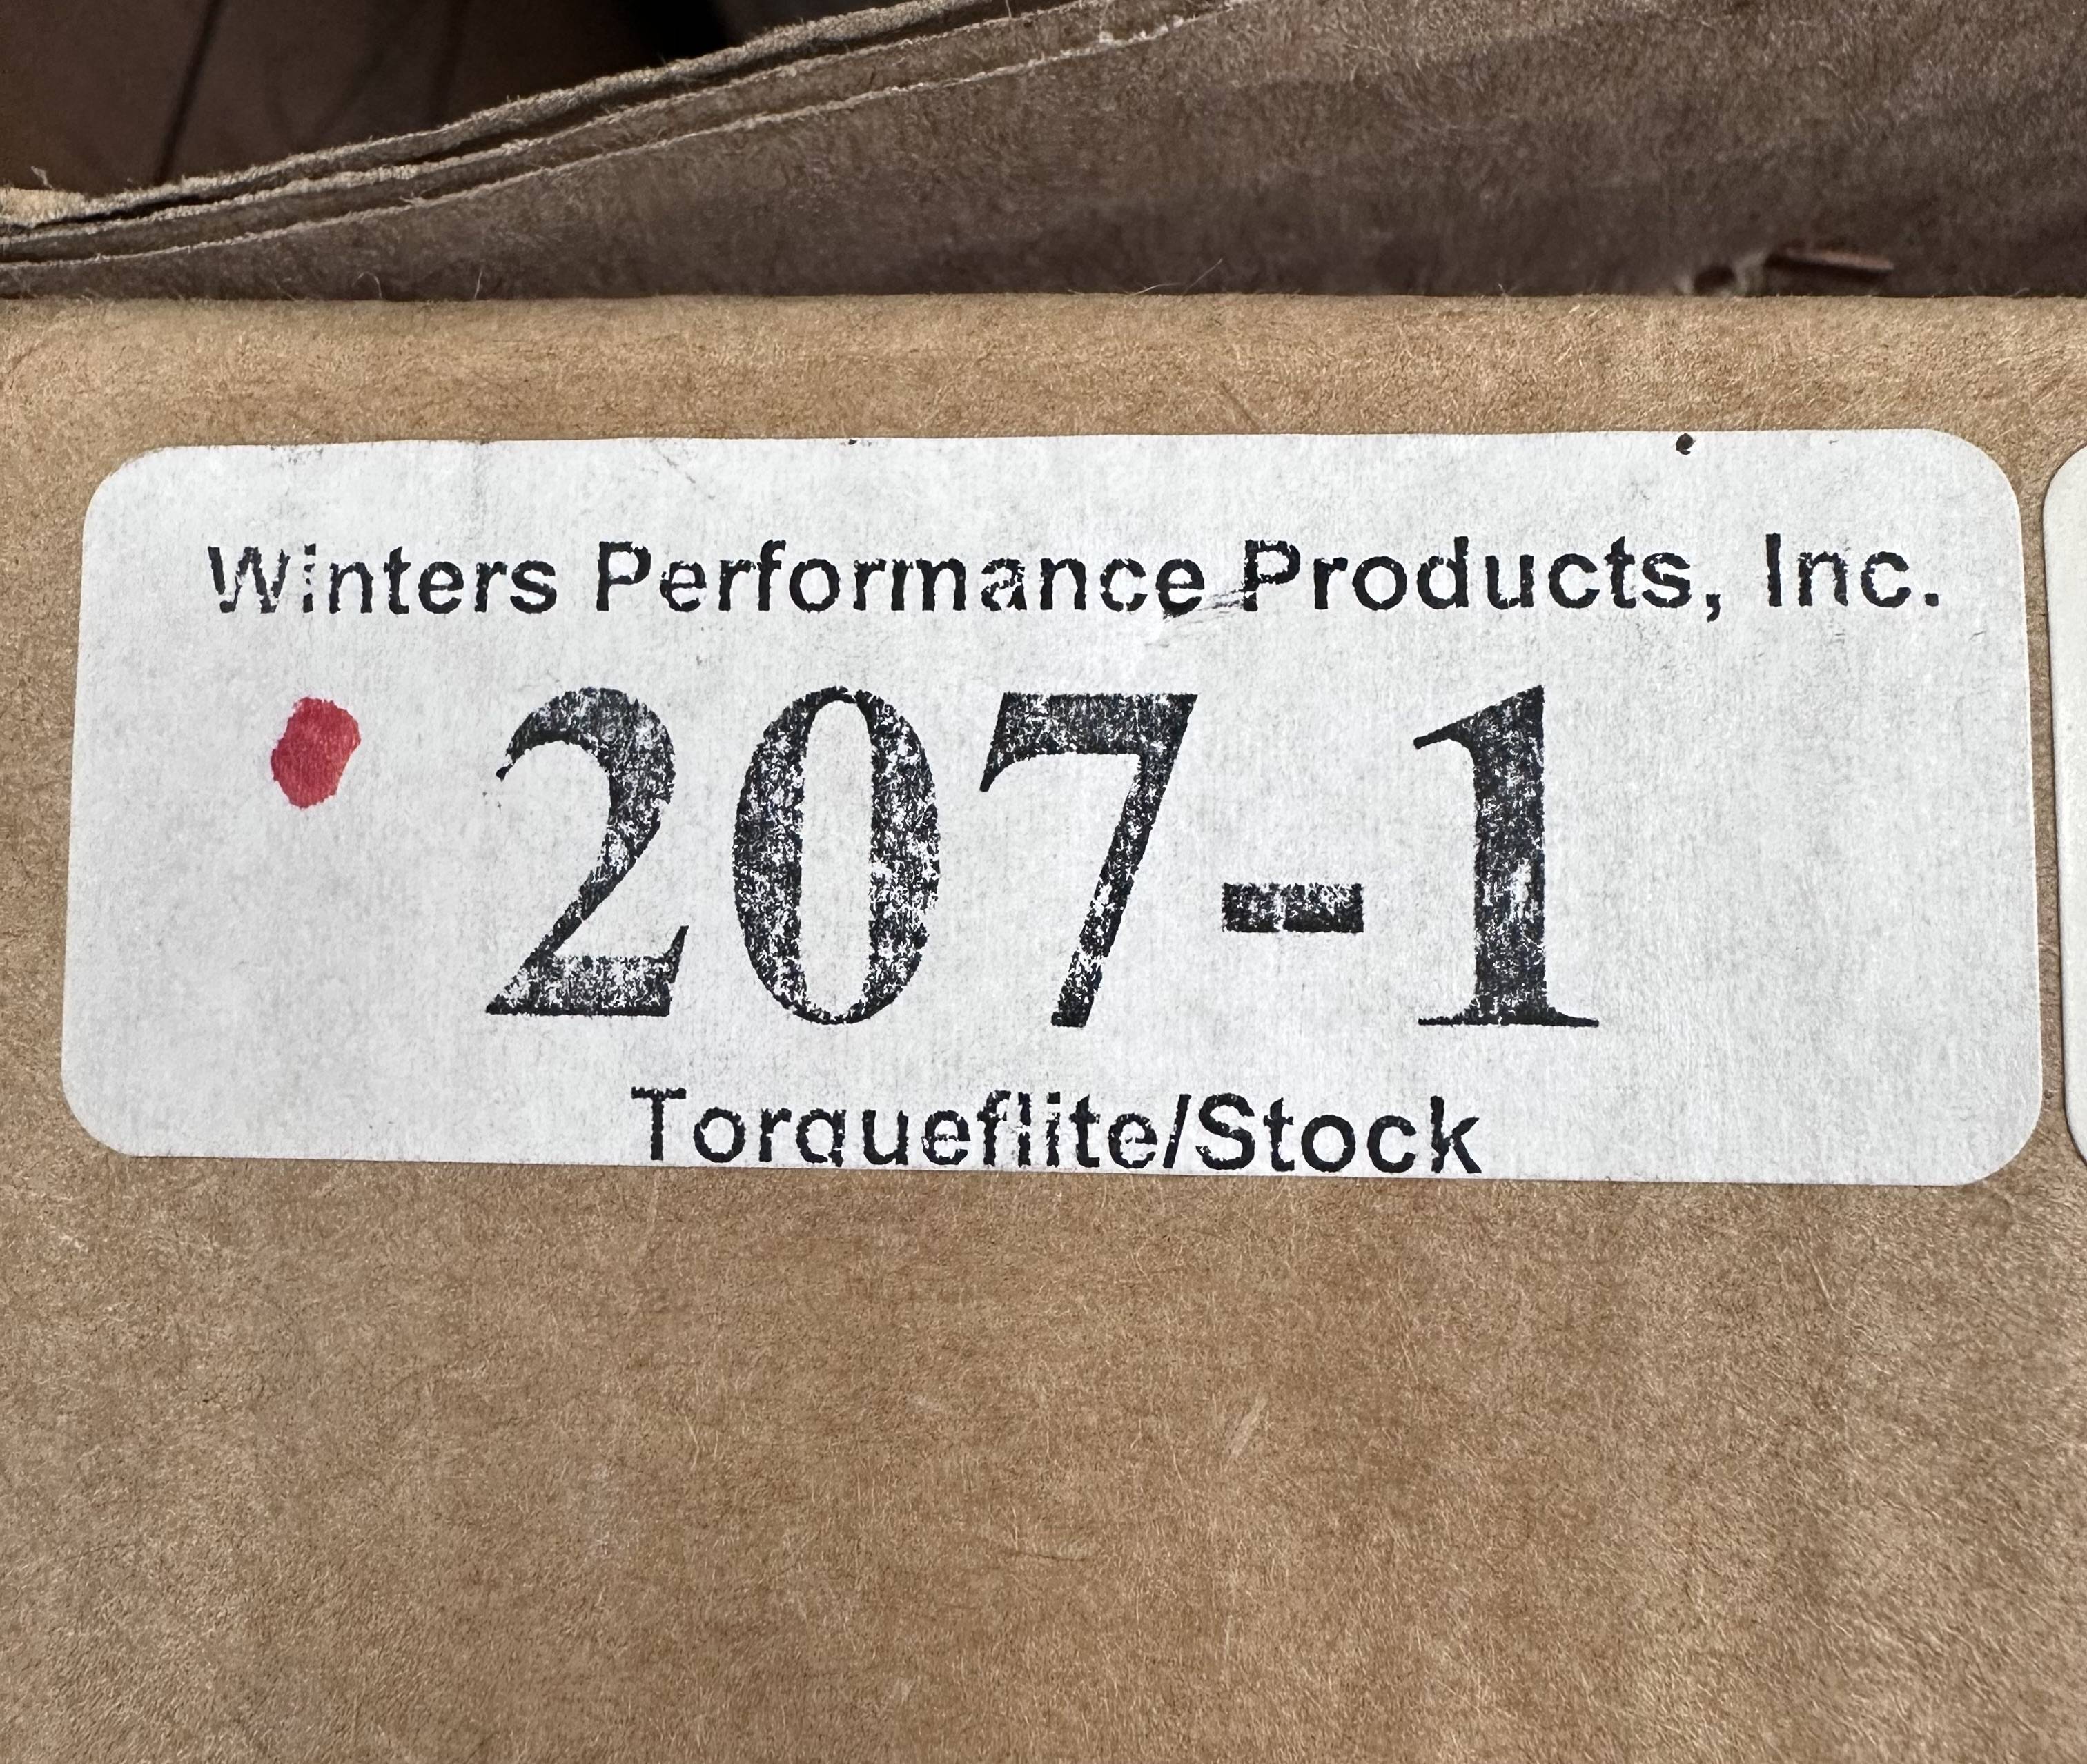 Winters Performance Products, Inc.
207-1
Torqueflite/Stock